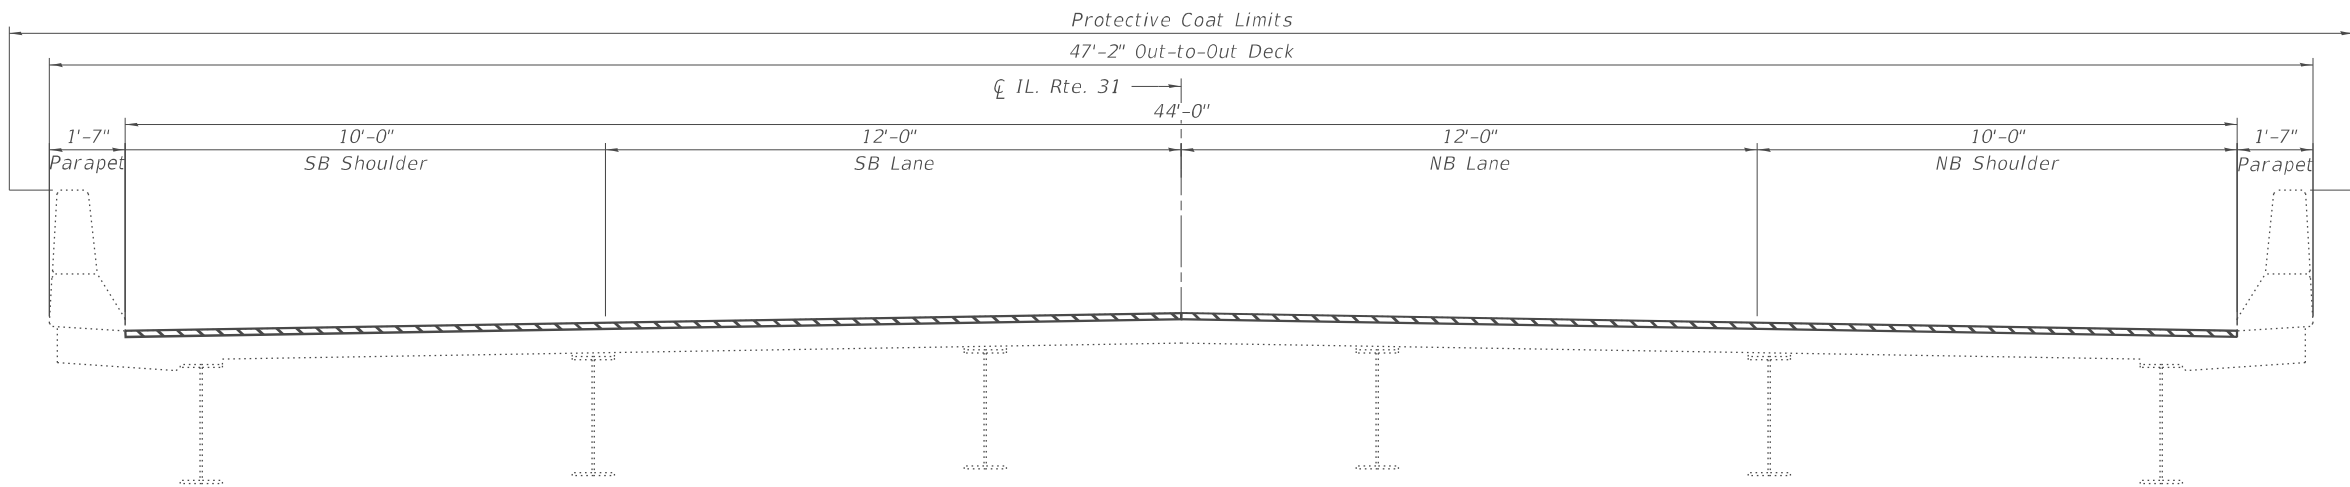 Protective Coat Limits
47'-2" Out-to-Out Deck
℄ IL. Rte. 31
44'-0"
1'-7" 10'-0" 12'-0" 12'-0" 10'-0" 1'-7"
Parapet SB Shoulder SB Lane NB Lane NB Shoulder Parapet